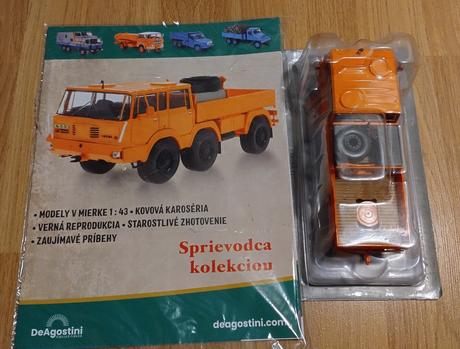 • MODELY V MIERKE 1 : 43 • KOVOVÁ KAROSÉRIA
• VERNÁ REPRODUKCIA • STAROSTLIVÉ ZHOTOVENIE
• ZAUJÍMAVÉ PRÍBEHY
Sprievodca
kolekciou
DeAgostini
deagostini.com